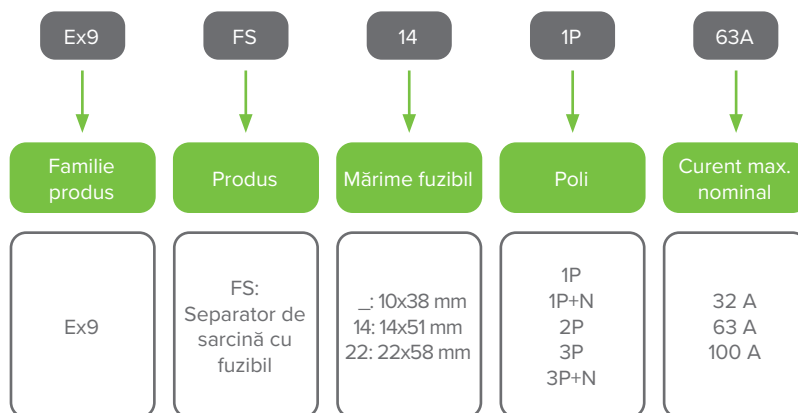 Ex9
FS
14
1P
63A
Familie
produs
Produs
Mărime fuzibil
Poli
Curent max.
nominal
Ex9
FS:
Separator de
sarcină cu
fuzibil
_: 10x38 mm
14: 14x51 mm
22: 22x58 mm
1P
1P+N
2P
3P
3P+N
32 A
63 A
100 A